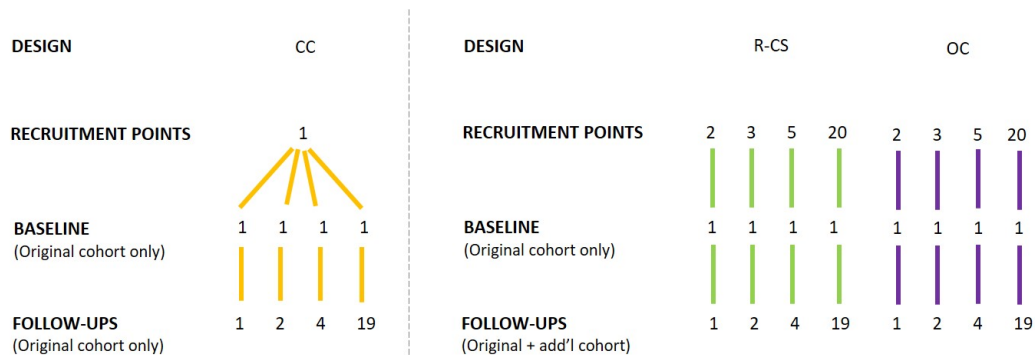 DESIGN CC
RECRUITMENT POINTS 1
BASELINE 1 1 1 1
(Original cohort only)
FOLLOW-UPS 1 2 4 19
(Original cohort only)
DESIGN R-CS OC
RECRUITMENT POINTS 2 3 5 20 2 3 5 20
BASELINE 1 1 1 1 1 1 1 1
(Original cohort only)
FOLLOW-UPS 1 2 4 19 1 2 4 19
(Original + add'l cohort)